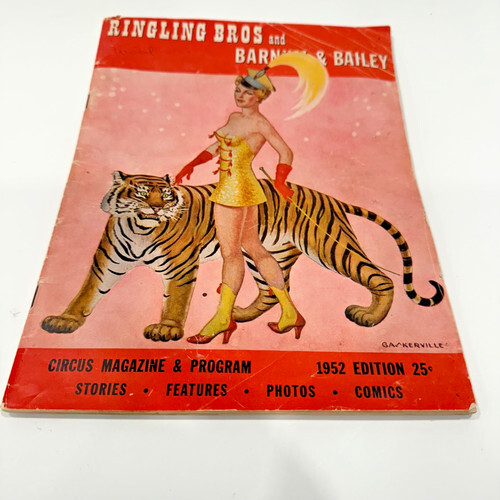 RINGLING BROS and
BARNUM & BAILEY
BASKERVILLE
CIRCUS MAGAZINE & PROGRAM 1952 EDITION 25¢
STORIES • FEATURES • PHOTOS • COMICS